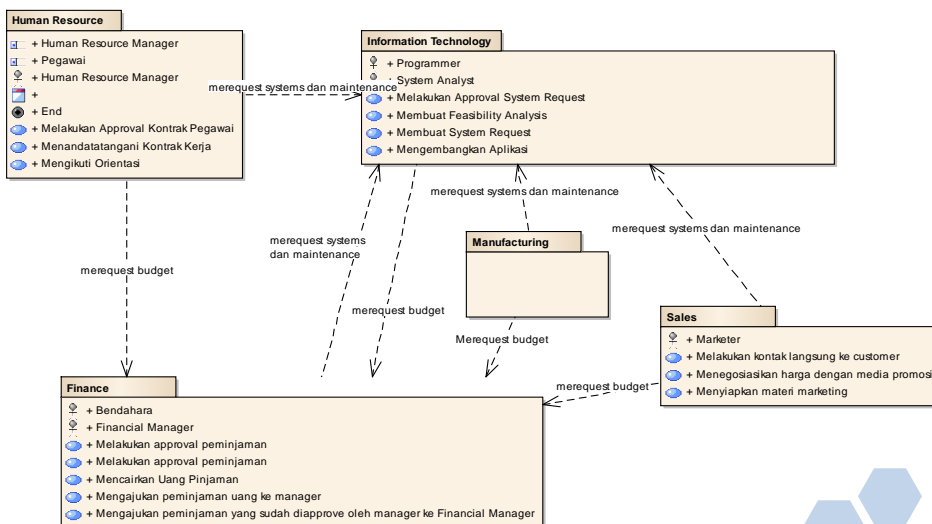 Human Resource
+ Human Resource Manager
+ Pegawai
+ Human Resource Manager
+
+ End
+ Melakukan Approval Kontrak Pegawai
+ Menandatatangani Kontrak Kerja
+ Mengikuti Orientasi
merequest systems dan maintenance
Information Technology
+ Programmer
+ System Analyst
+ Melakukan Approval System Request
+ Membuat Feasibility Analysis
+ Membuat System Request
+ Mengembangkan Aplikasi
merequest systems dan maintenance
merequest systems
dan maintenance
merequest systems dan maintenance
Manufacturing
merequest budget
merequest budget
Merequest budget
Sales
+ Marketer
+ Melakukan kontak langsung ke customer
+ Menegosiasikan harga dengan media promosi
+ Menyiapkan materi marketing
merequest budget
Finance
+ Bendahara
+ Financial Manager
+ Melakukan approval peminjaman
+ Melakukan approval peminjaman
+ Mencairkan Uang Pinjaman
+ Mengajukan peminjaman uang ke manager
+ Mengajukan peminjaman yang sudah diapprove oleh manager ke Financial Manager